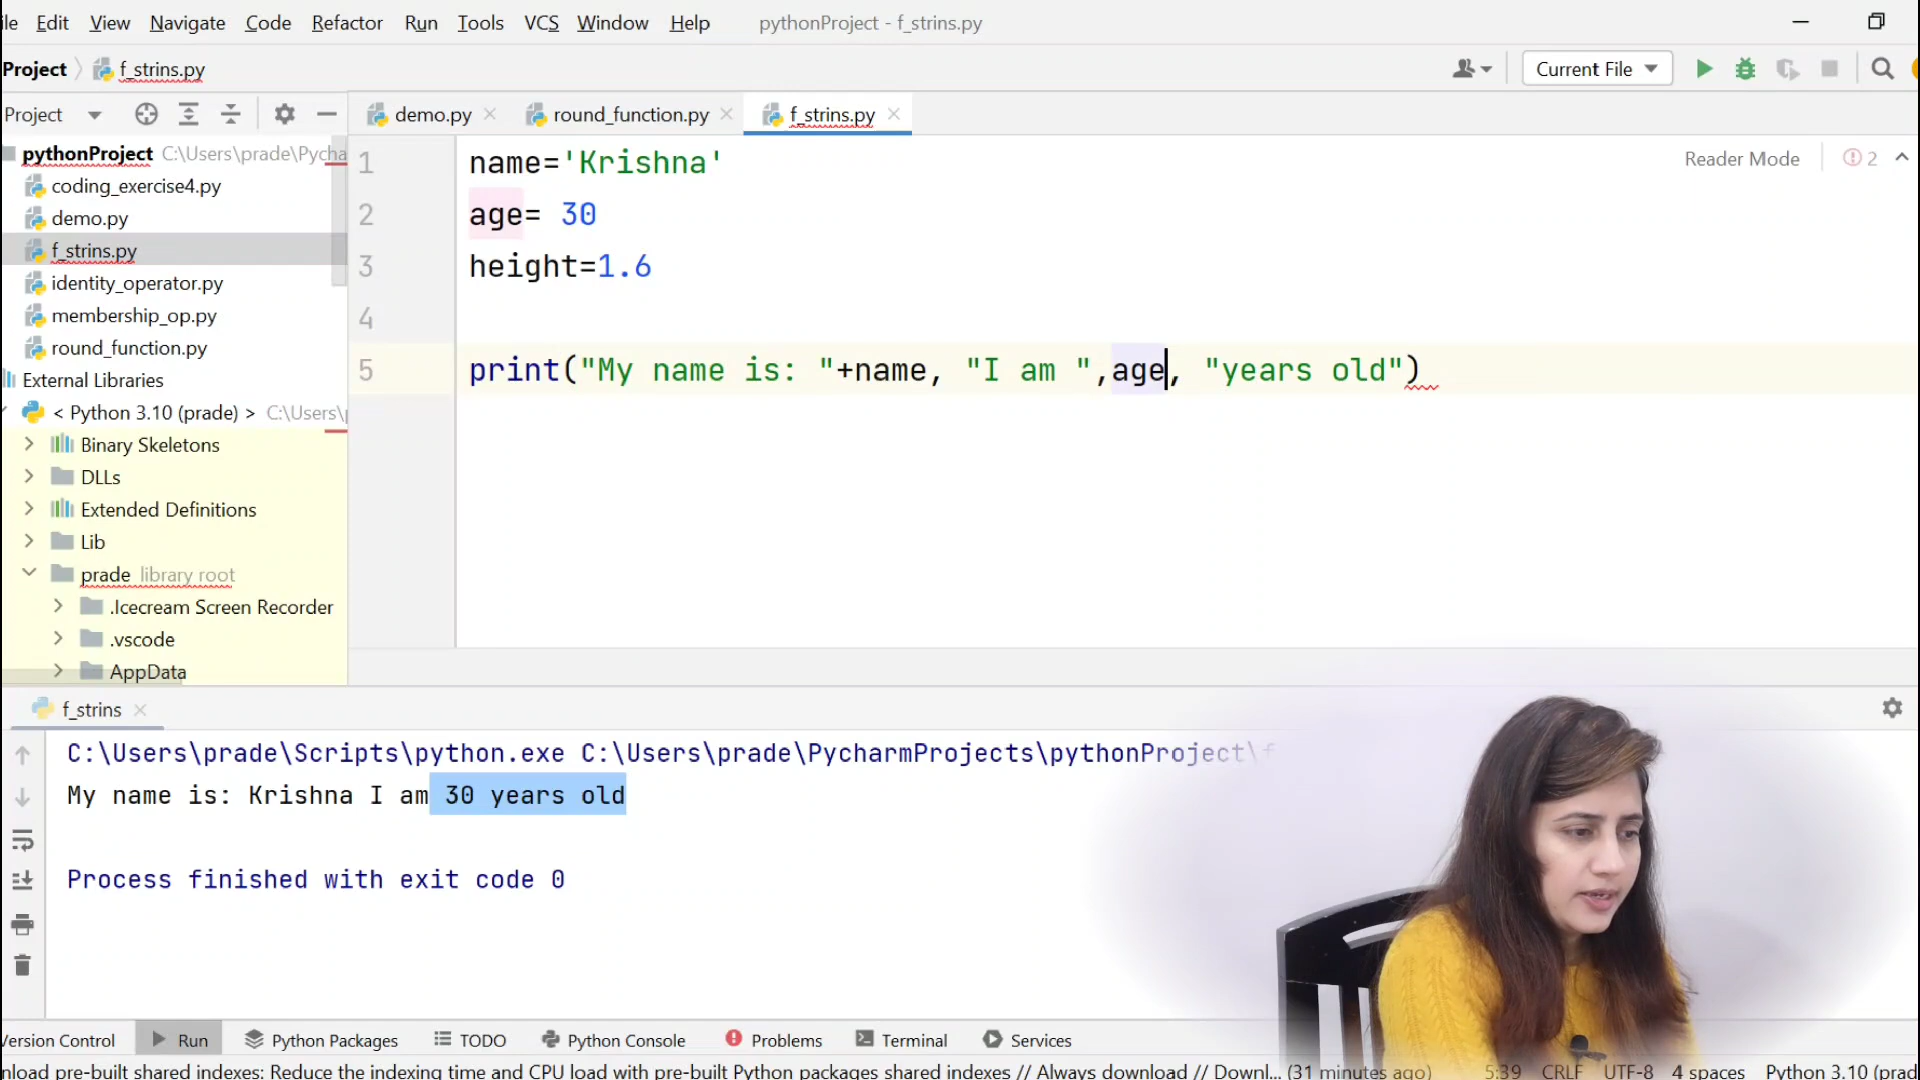 ile Edit View Navigate Code Refactor Run Tools VCS Window Help pythonProject - f_strins.py
Project f_strins.py Current File
Project demo.py round_function.py f_strins.py
pythonProject C:\Users\prade\Pycha
coding_exercise4.py
demo.py
f_strins.py
identity_operator.py
membership_op.py
round_function.py
External Libraries
< Python 3.10 (prade) > C:\Users\
Binary Skeletons
DLLs
Extended Definitions
Lib
prade library root
.Icecream Screen Recorder
.vscode
AppData
Reader Mode 2
1 name='Krishna'
2 age= 30
3 height=1.6
4
5 print("My name is: "+name, "I am ",age, "years old")
f_strins
C:\Users\prade\Scripts\python.exe C:\Users\prade\PycharmProjects\pythonProject\f
My name is: Krishna I am 30 years old
Process finished with exit code 0
Version Control Run Python Packages TODO Python Console Problems Terminal Services
nload pre-built shared indexes: Reduce the indexing time and CPU load with pre-built Python packages shared indexes // Always download // Downl... (31 minutes ago) 5:39 CRLF UTF-8 4 spaces Python 3.10 (prad